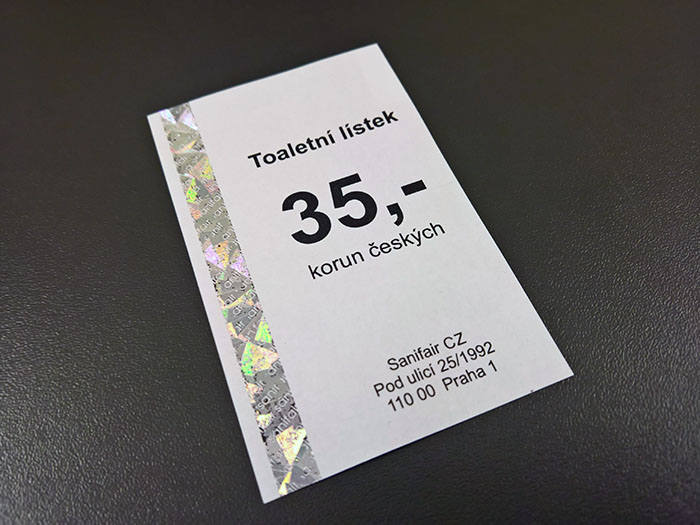 Toaletní lístek
35,-
korun českých
Sanifair CZ
Pod ulicí 25/1992
110 00 Praha 1